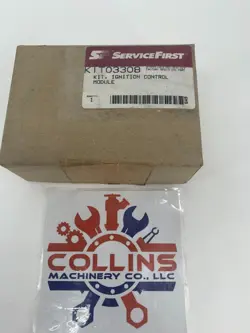 SERVICEFIRST
KIT03308
KIT, IGNITION CONTROL
MODULE
1
COLLINS
MACHINERY CO., LLC